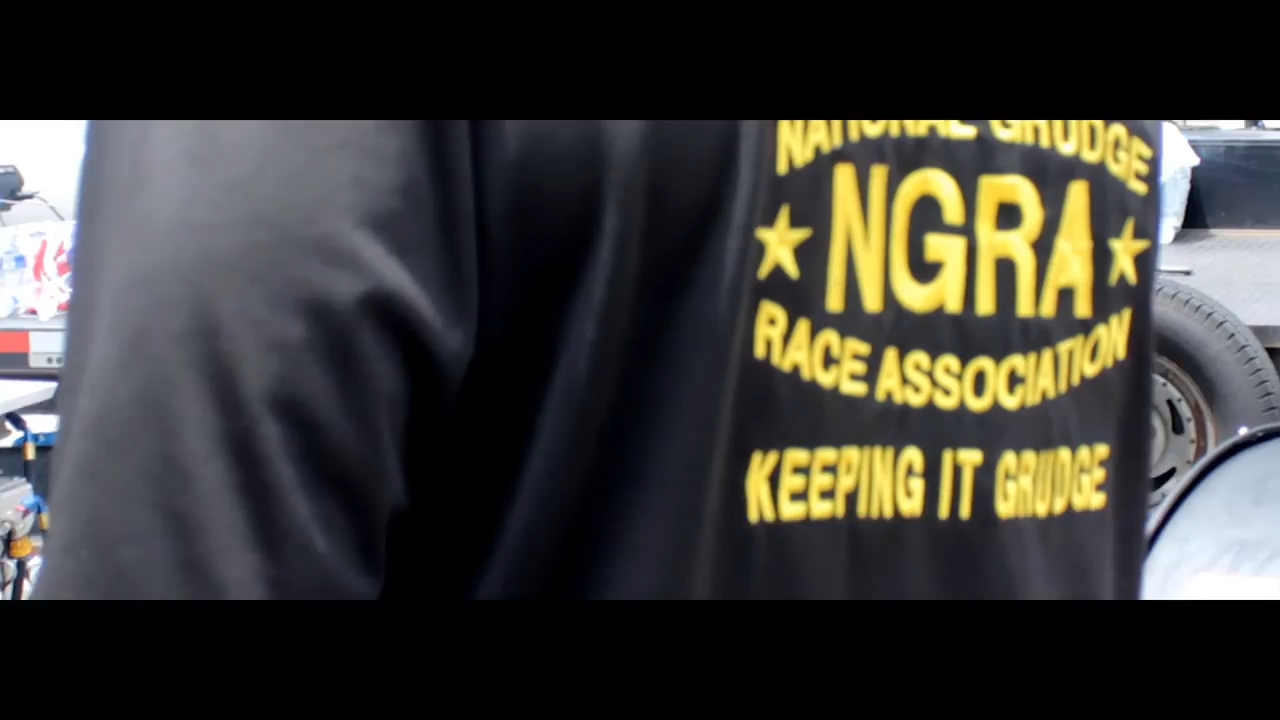 NATIONAL GRUDGE
NGRA
RACE ASSOCIATION
KEEPING IT GRUDGE